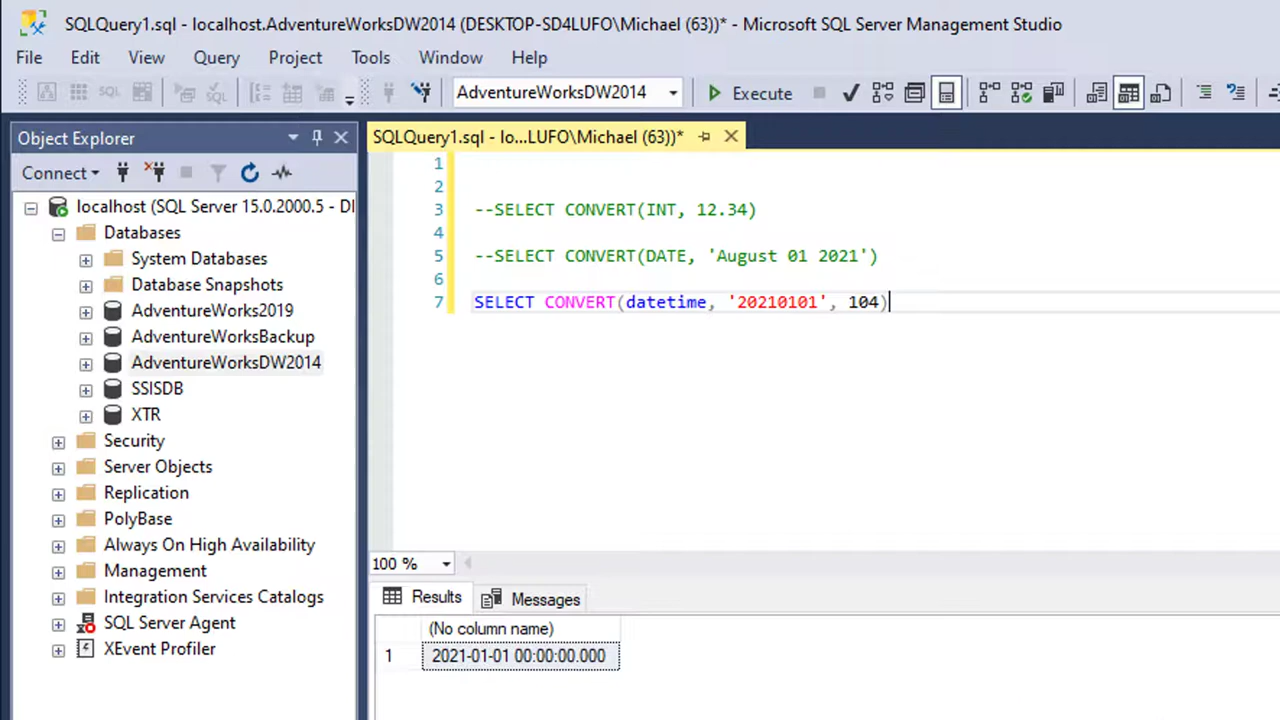 SQLQuery1.sql - localhost.AdventureWorksDW2014 (DESKTOP-SD4LUFO\Michael (63))* - Microsoft SQL Server Management Studio
File Edit View Query Project Tools Window Help
SQL AdventureWorksDW2014 Execute
Object Explorer
SQLQuery1.sql - lo...LUFO\Michael (63))*
Connect
localhost (SQL Server 15.0.2000.5 - DI
Databases
System Databases
Database Snapshots
AdventureWorks2019
AdventureWorksBackup
AdventureWorksDW2014
SSISDB
XTR
Security
Server Objects
Replication
PolyBase
Always On High Availability
Management
Integration Services Catalogs
SQL Server Agent
XEvent Profiler
1
2
3 --SELECT CONVERT(INT, 12.34)
4
5 --SELECT CONVERT(DATE, 'August 01 2021')
6
7 SELECT CONVERT(datetime, '20210101', 104)
100 %
Results Messages
(No column name)
1 2021-01-01 00:00:00.000